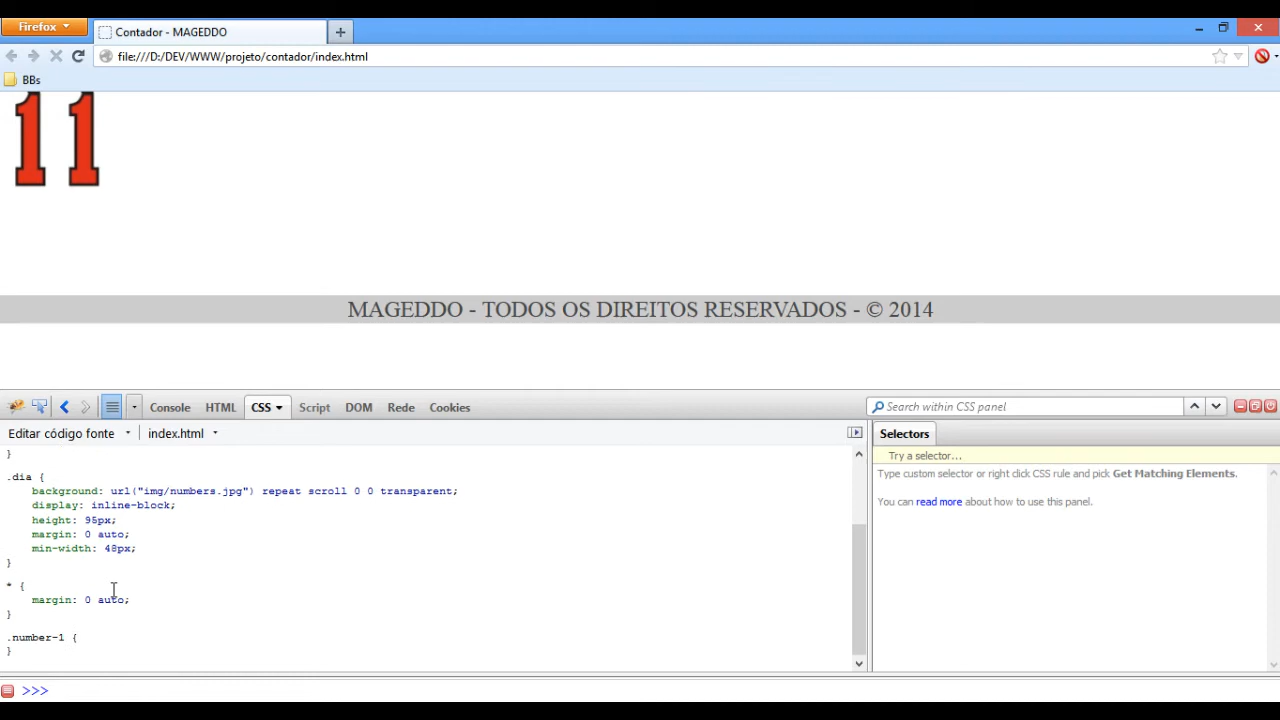 Firefox
Contador - MAGEDDO
file:///D:/DEV/WWW/projeto/contador/index.html
BBs
1 1
MAGEDDO - TODOS OS DIREITOS RESERVADOS - © 2014
Console HTML CSS Script DOM Rede Cookies
Search within CSS panel
Editar código fonte index.html
Selectors
}
.dia {
background: url("img/numbers.jpg") repeat scroll 0 0 transparent;
display: inline-block;
height: 95px;
margin: 0 auto;
min-width: 48px;
}
* {
margin: 0 auto;
}
.number-1 {
}
Try a selector...
Type custom selector or right click CSS rule and pick Get Matching Elements.
You can read more about how to use this panel.
>>>